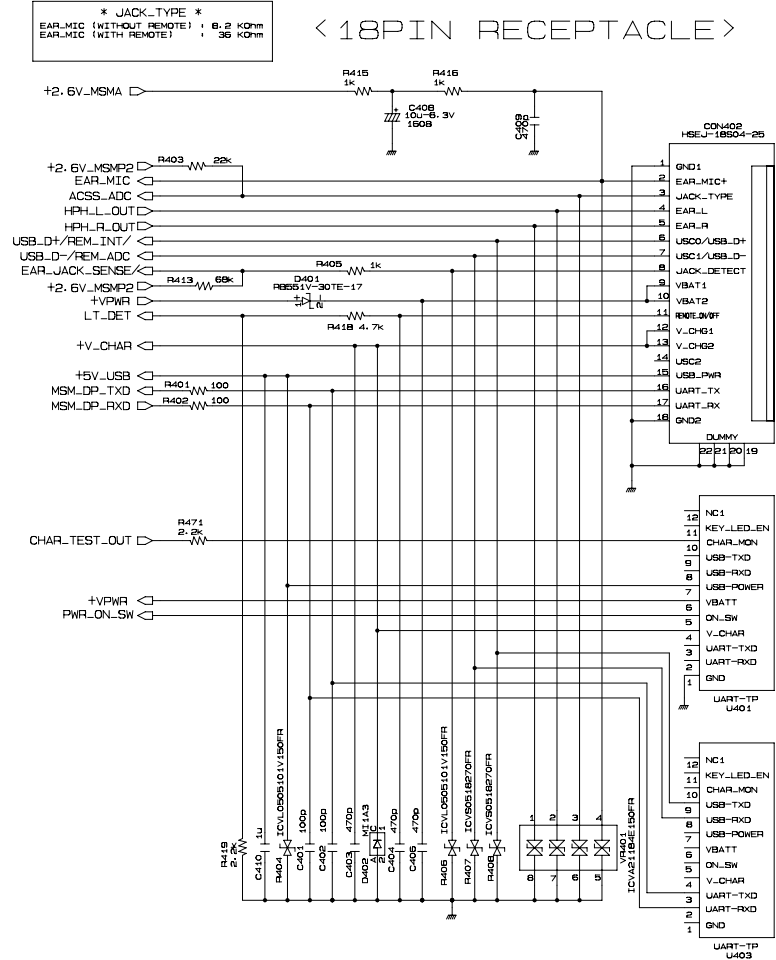 * JACK_TYPE *
EAR_MIC (WITHOUT REMOTE) : 8.2 KOhm
EAR_MIC (WITH REMOTE) : 36 KOhm
<18PIN RECEPTACLE>
+2.6V_MSMA
R415
1k
R416
1k
C408
10u-6.3V
1608
C409
470p
CON402
HSEJ-18S04-25
+2.6V_MSMP2
R403
22k
EAR_MIC
ACSS_ADC
HPH_L_OUT
HPH_R_OUT
USB_D+/REM_INT/
USB_D-/REM_ADC
EAR_JACK_SENSE/
R405
1k
+2.6V_MSMP2
R413
68k
D401
RB551V-30TE-17
1
2
+VPWR
LT_DET
R418 4.7k
+V_CHAR
+5V_USB
MSM_DP_TXD
R401
100
MSM_DP_RXD
R402
100
1 GND1
2 EAR_MIC+
3 JACK_TYPE
4 EAR_L
5 EAR_R
6 USC0/USB_D+
7 USC1/USB_D-
8 JACK_DETECT
9 VBAT1
10 VBAT2
11 REMOTE_ON/OFF
12 V_CHG1
13 V_CHG2
14 USC2
15 USB_PWR
16 UART_TX
17 UART_RX
18 GND2
DUMMY
22 21 20 19
CHAR_TEST_OUT
R471
2.2k
+VPWR
PWR_ON_SW
12 NC1
11 KEY_LED_EN
10 CHAR_MON
9 USB-TXD
8 USB-RXD
7 USB-POWER
6 VBATT
5 ON_SW
4 V_CHAR
3 UART-TXD
2 UART-RXD
1 GND
UART-TP
U401
12 NC1
11 KEY_LED_EN
10 CHAR_MON
9 USB-TXD
8 USB-RXD
7 USB-POWER
6 VBATT
5 ON_SW
4 V_CHAR
3 UART-TXD
2 UART-RXD
1 GND
UART-TP
U403
R419
2.2k
C410
1u
R404
ICVL0505101V150FR
C401
100p
C402
100p
C403
470p
D402
MI1A3
A C
2 1
C404
470p
C406
470p
R406
ICVL0505101V150FR
R407
ICVS0518270FR
R408
ICVS0518270FR
1 2 3 4
8 7 6 5
VR401
ICVA21184E150FR